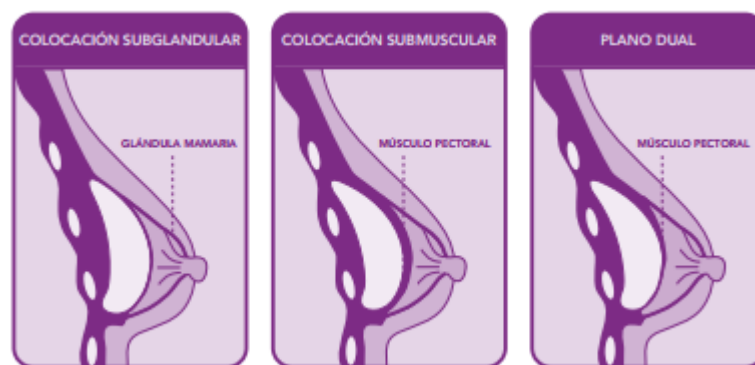 COLOCACIÓN SUBGLANDULAR
GLÁNDULA MAMARIA
COLOCACIÓN SUBMUSCULAR
MÚSCULO PECTORAL
PLANO DUAL
MÚSCULO PECTORAL